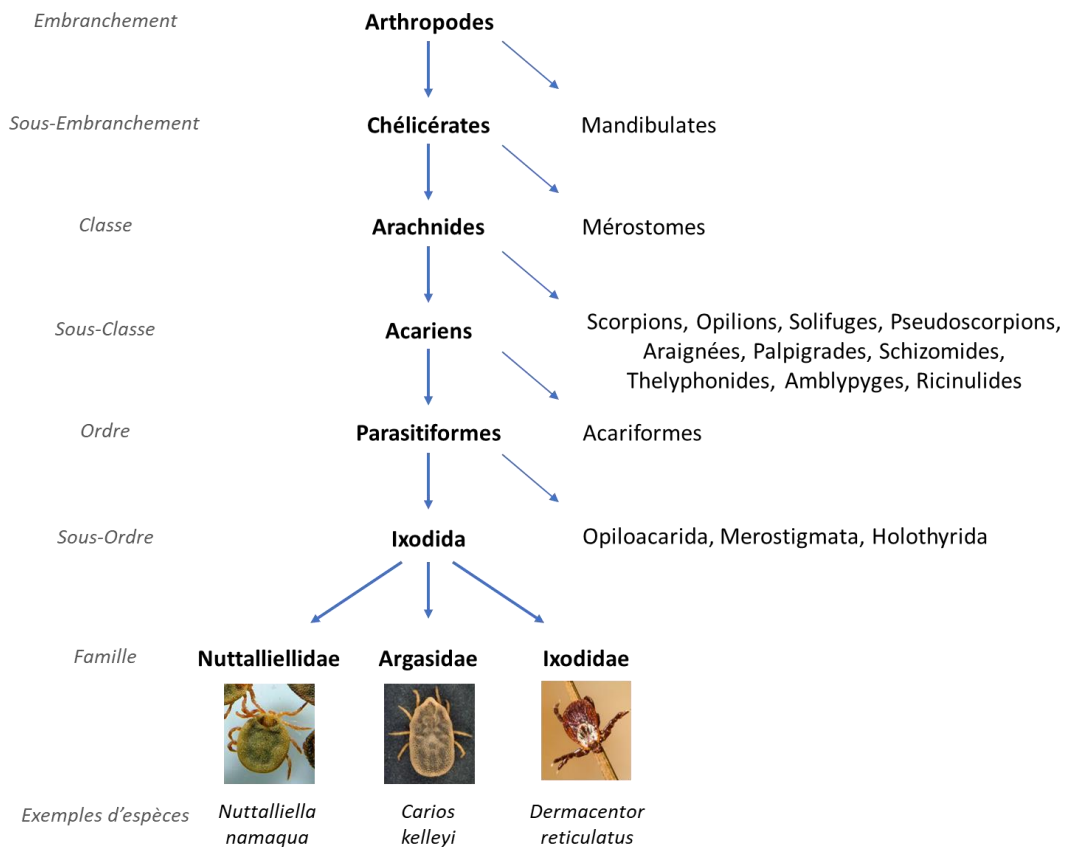 Embranchement
Arthropodes
Sous-Embranchement
Chélicérates
Mandibulates
Classe
Arachnides
Mérostomes
Sous-Classe
Acariens
Scorpions, Opilions, Solifuges, Pseudoscorpions,
Araignées, Palpigrades, Schizomides,
Thelyphonides, Amblypyges, Ricinulides
Ordre
Parasitiformes
Acariformes
Sous-Ordre
Ixodida
Opiloacarida, Merostigmata, Holothyrida
Famille
Nuttalliellidae
Argasidae
Ixodidae
Exemples d'espèces
Nuttalliella
namaqua
Carios
kelleyi
Dermacentor
reticulatus